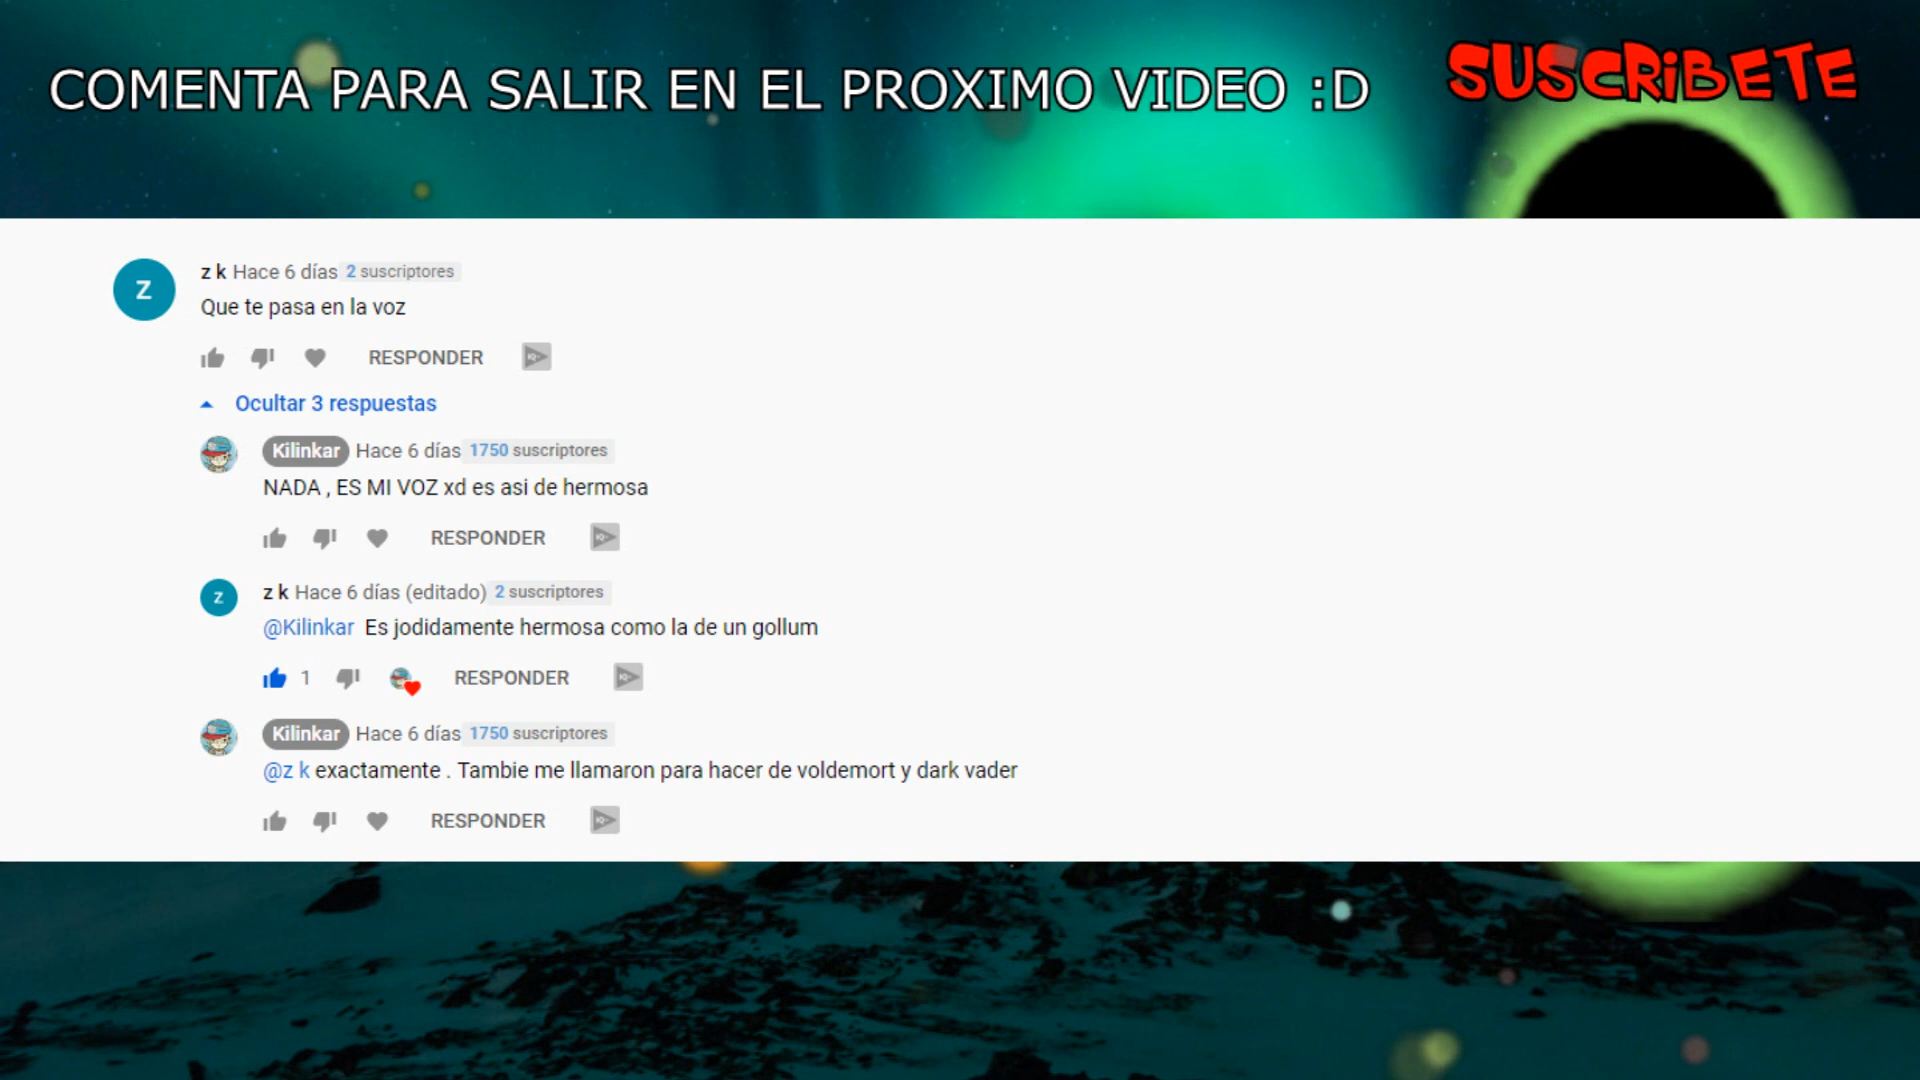 COMENTA PARA SALIR EN EL PROXIMO VIDEO :D
SUSCRiBETE
Z
z k Hace 6 días 2 suscriptores
Que te pasa en la voz
RESPONDER
Ocultar 3 respuestas
Kilinkar Hace 6 días 1750 suscriptores
NADA , ES MI VOZ xd es asi de hermosa
RESPONDER
z
z k Hace 6 días (editado) 2 suscriptores
@Kilinkar Es jodidamente hermosa como la de un gollum
1 RESPONDER
Kilinkar Hace 6 días 1750 suscriptores
@z k exactamente . Tambie me llamaron para hacer de voldemort y dark vader
RESPONDER